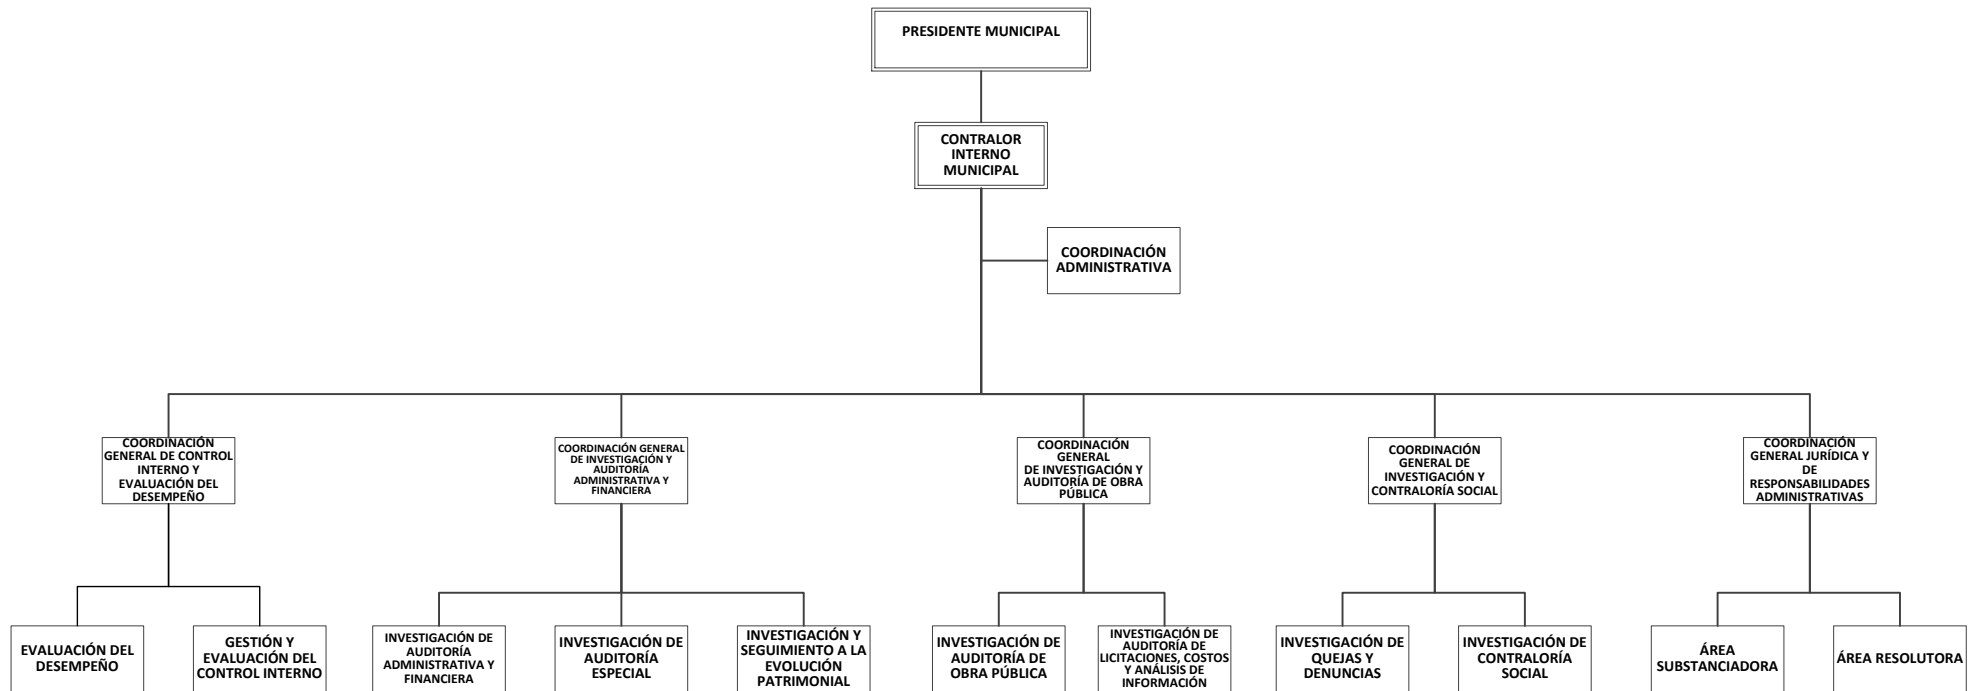 PRESIDENTE MUNICIPAL
CONTRALOR
INTERNO
MUNICIPAL
COORDINACIÓN
ADMINISTRATIVA
COORDINACIÓN
GENERAL DE CONTROL
INTERNO Y
EVALUACIÓN DEL
DESEMPEÑO
COORDINACIÓN GENERAL
DE INVESTIGACIÓN Y
AUDITORÍA
ADMINISTRATIVA Y
FINANCIERA
COORDINACIÓN
GENERAL
DE INVESTIGACIÓN Y
AUDITORÍA DE OBRA
PÚBLICA
COORDINACIÓN
GENERAL DE
INVESTIGACIÓN Y
CONTRALORÍA SOCIAL
COORDINACIÓN
GENERAL JURÍDICA Y
DE
RESPONSABILIDADES
ADMINISTRATIVAS
EVALUACIÓN DEL
DESEMPEÑO
GESTIÓN Y
EVALUACIÓN DEL
CONTROL INTERNO
INVESTIGACIÓN DE
AUDITORÍA
ADMINISTRATIVA Y
FINANCIERA
INVESTIGACIÓN DE
AUDITORÍA
ESPECIAL
INVESTIGACIÓN Y
SEGUIMIENTO A LA
EVOLUCIÓN
PATRIMONIAL
INVESTIGACIÓN DE
AUDITORÍA DE
OBRA PÚBLICA
INVESTIGACIÓN DE
AUDITORÍA DE
LICITACIONES, COSTOS
Y ANÁLISIS DE
INFORMACIÓN
INVESTIGACIÓN DE
QUEJAS Y
DENUNCIAS
INVESTIGACIÓN DE
CONTRALORÍA
SOCIAL
ÁREA
SUBSTANCIADORA
ÁREA RESOLUTORA